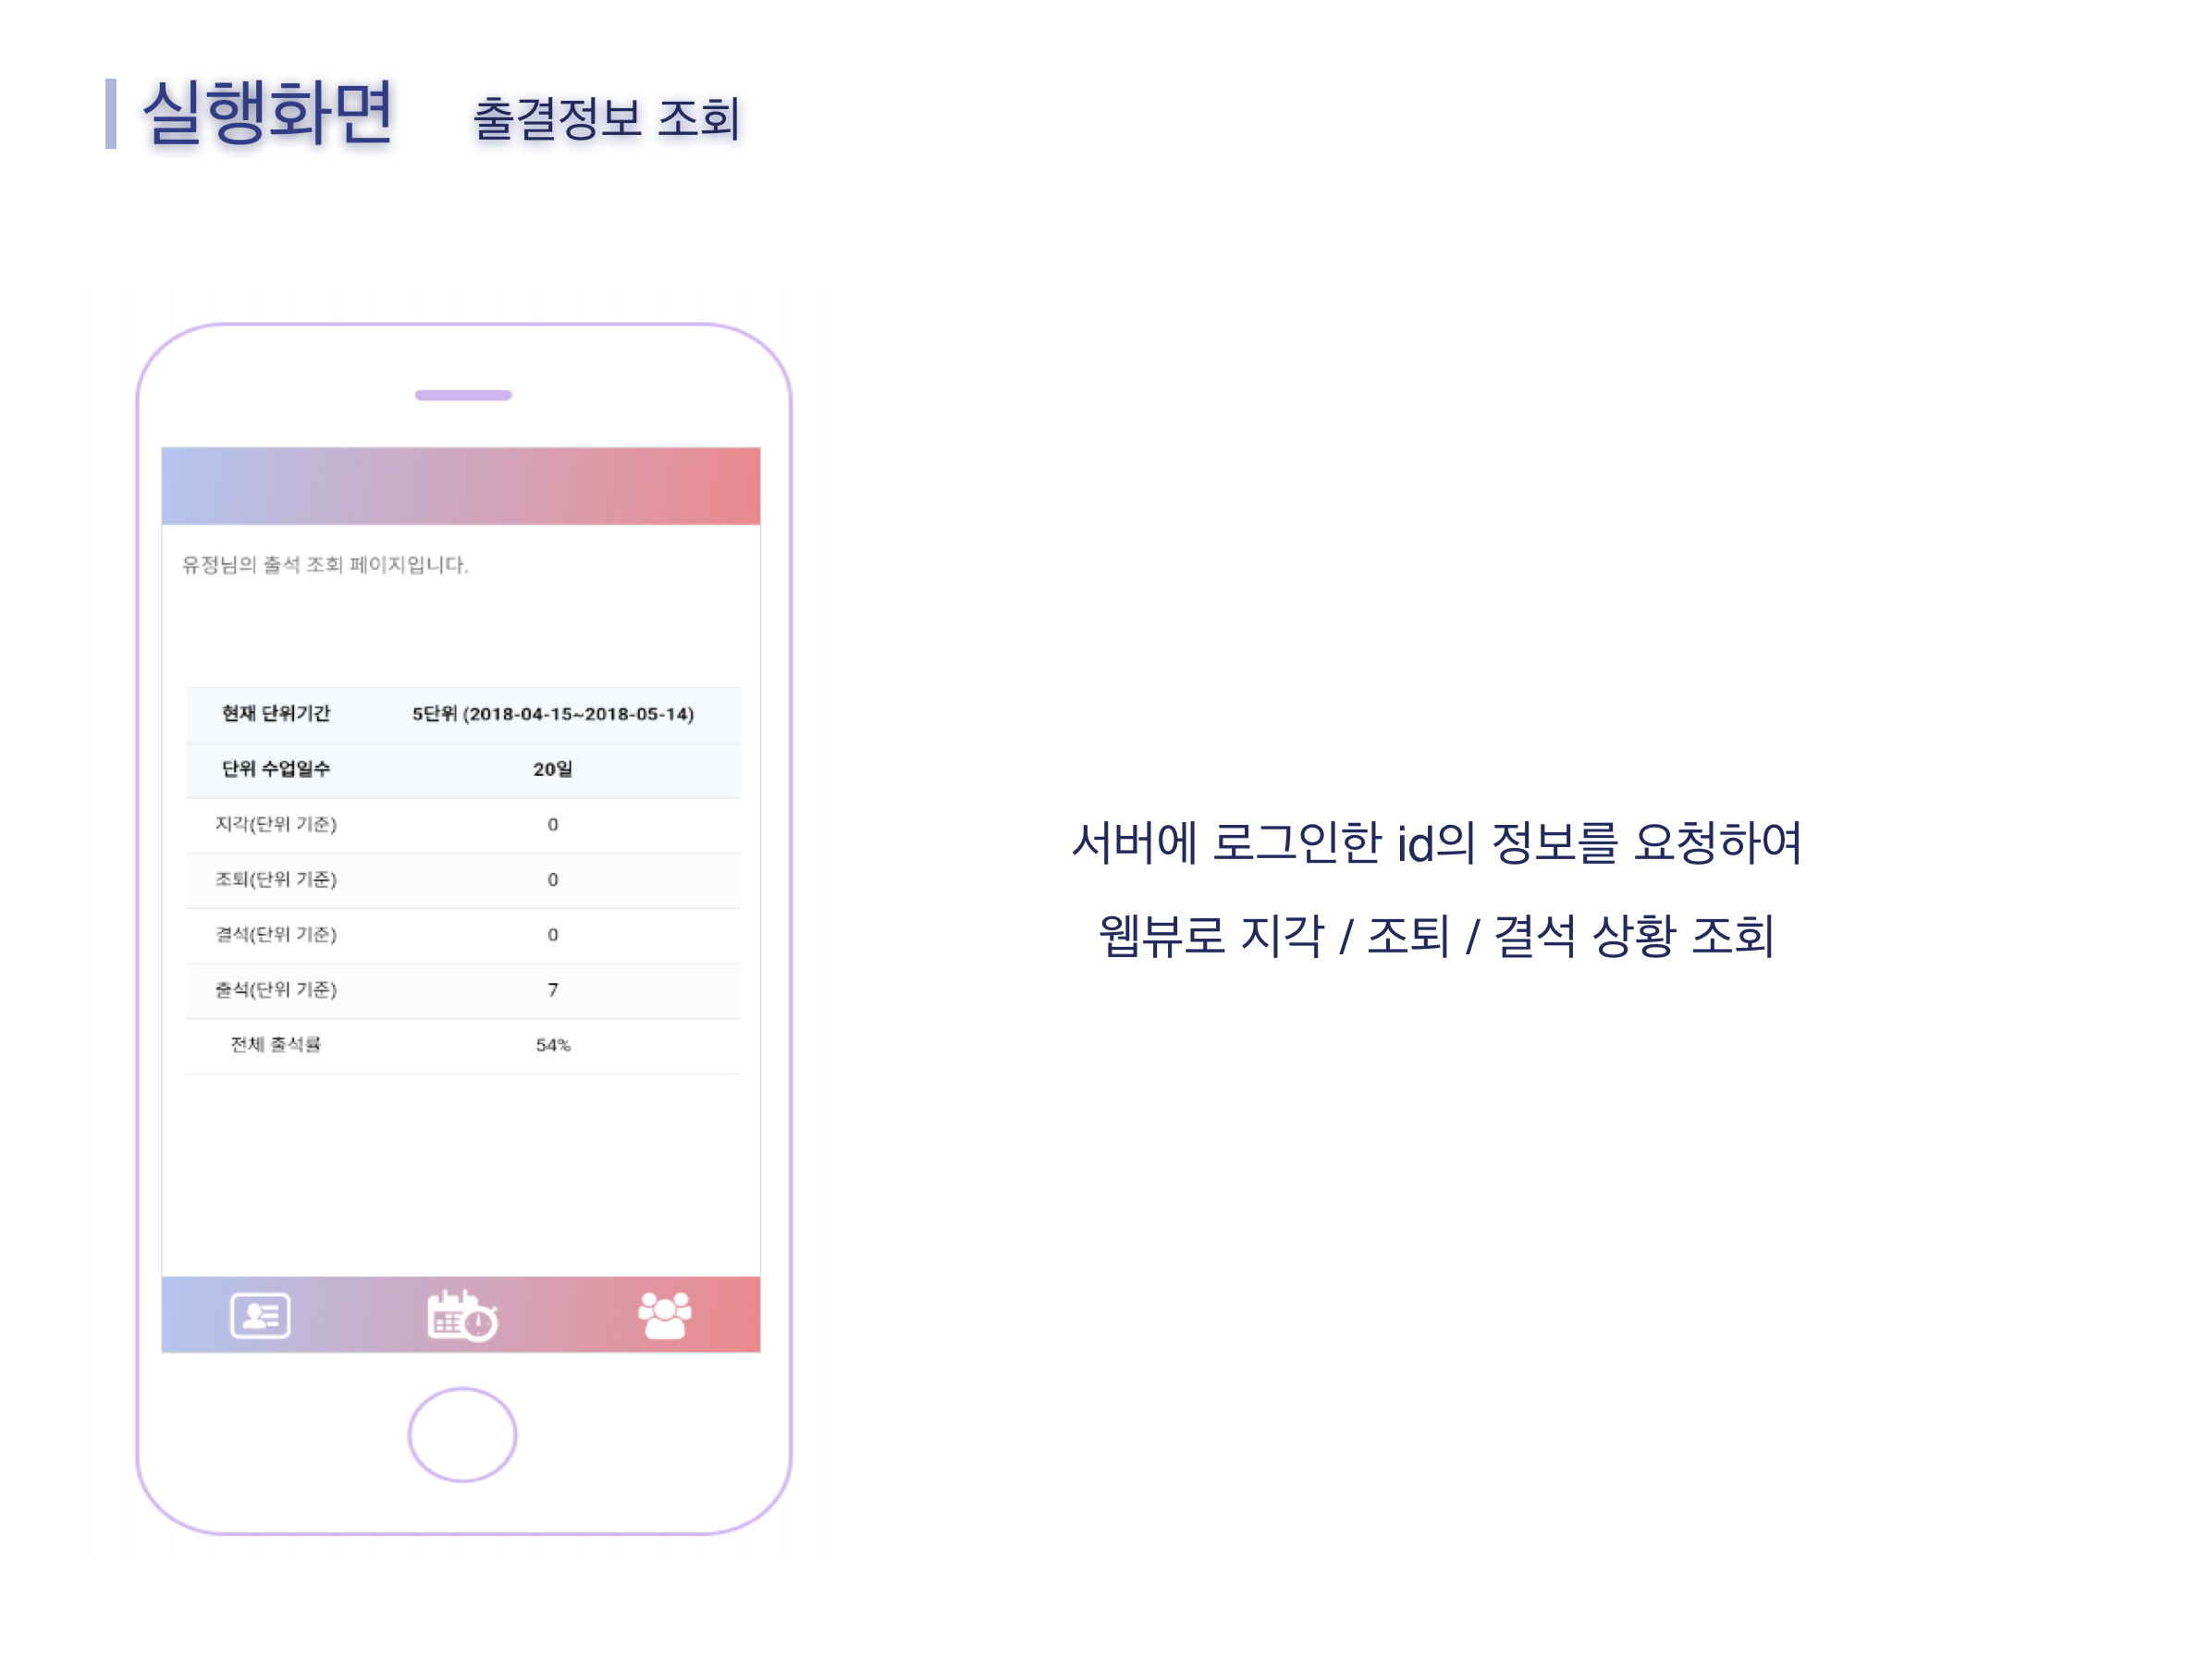 실행화면 출결정보 조회
유정님의 출석 조회 페이지입니다.
현재 단위기간 5단위 (2018-04-15~2018-05-14)
단위 수업일수 20일
지각(단위 기준) 0
조퇴(단위 기준) 0
결석(단위 기준) 0
출석(단위 기준) 7
전체 출석률 54%
서버에 로그인한 id의 정보를 요청하여
웹뷰로 지각 / 조퇴 / 결석 상황 조회